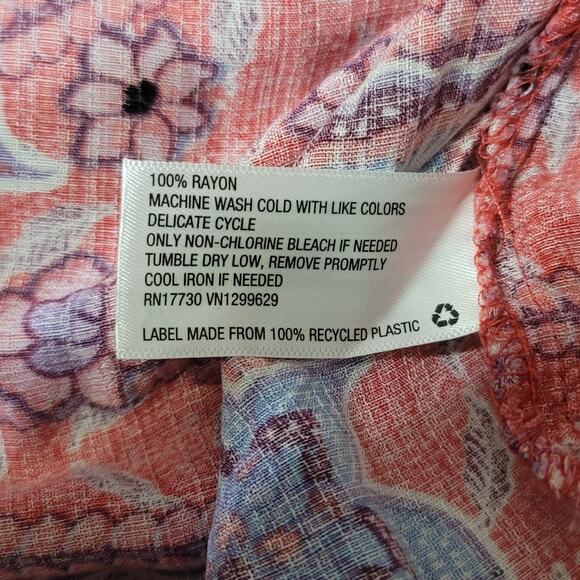 100% RAYON
MACHINE WASH COLD WITH LIKE COLORS
DELICATE CYCLE
ONLY NON-CHLORINE BLEACH IF NEEDED
TUMBLE DRY LOW, REMOVE PROMPTLY
COOL IRON IF NEEDED
RN17730 VN1299629
LABEL MADE FROM 100% RECYCLED PLASTIC